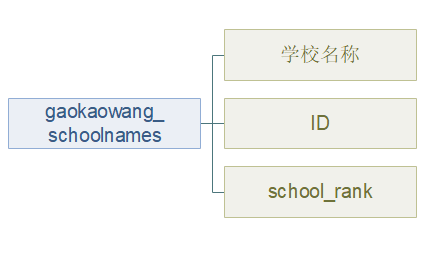 学校名称
gaokaowang_
schoolnames
ID
school_rank